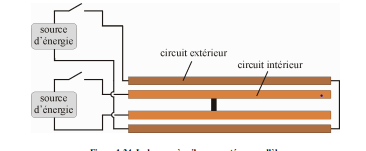 source
d'énergie
circuit extérieur
circuit intérieur
source
d'énergie